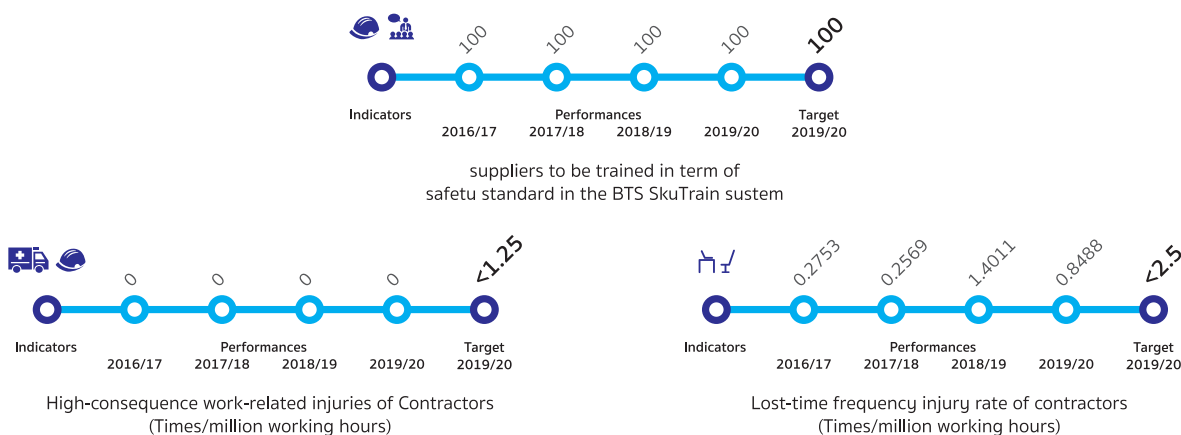 100 100 100 100 100
Indicators Performances Target
2016/17 2017/18 2018/19 2019/20 2019/20
suppliers to be trained in term of
safetu standard in the BTS SkuTrain sustem
0 0 0 0 <1.25
Indicators Performances Target
2016/17 2017/18 2018/19 2019/20 2019/20
High-consequence work-related injuries of Contractors
(Times/million working hours)
0.2753 0.2569 1.4011 0.8488 <2.5
Indicators Performances Target
2016/17 2017/18 2018/19 2019/20 2019/20
Lost-time frequency injury rate of contractors
(Times/million working hours)